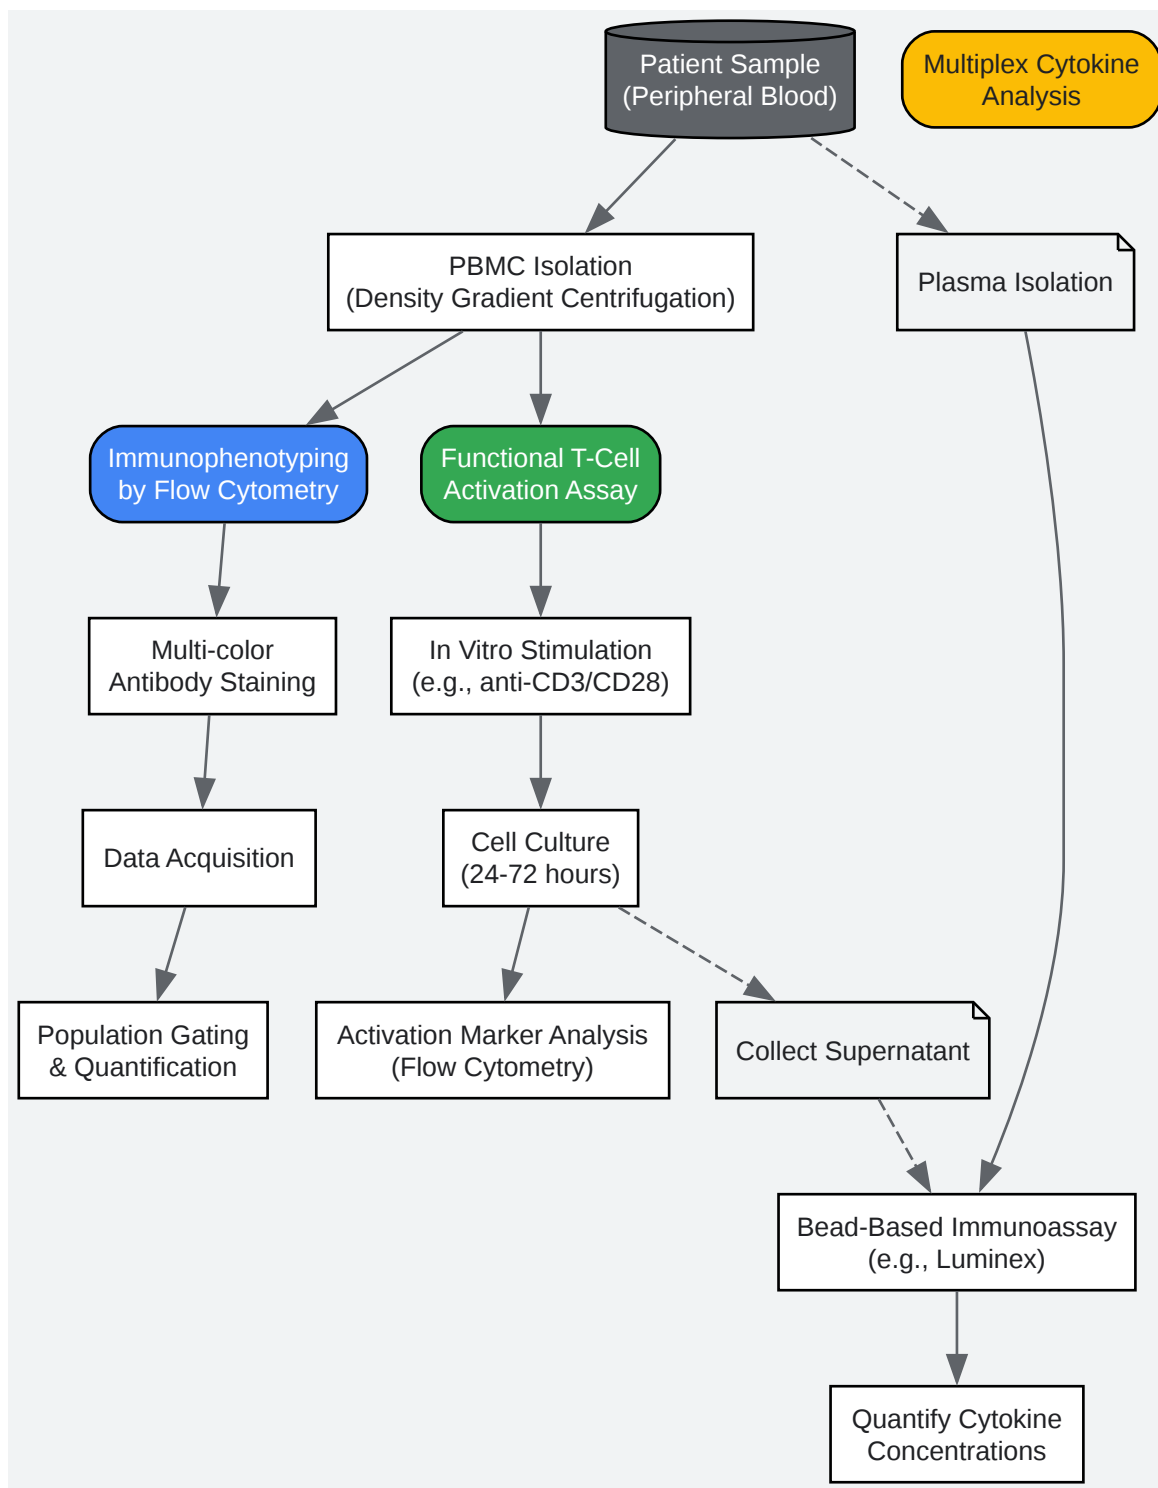 Patient Sample
(Peripheral Blood)
Multiplex Cytokine
Analysis
PBMC Isolation
(Density Gradient Centrifugation)
Plasma Isolation
Immunophenotyping
by Flow Cytometry
Functional T-Cell
Activation Assay
Multi-color
Antibody Staining
In Vitro Stimulation
(e.g., anti-CD3/CD28)
Data Acquisition
Cell Culture
(24-72 hours)
Population Gating
& Quantification
Activation Marker Analysis
(Flow Cytometry)
Collect Supernatant
Bead-Based Immunoassay
(e.g., Luminex)
Quantify Cytokine
Concentrations